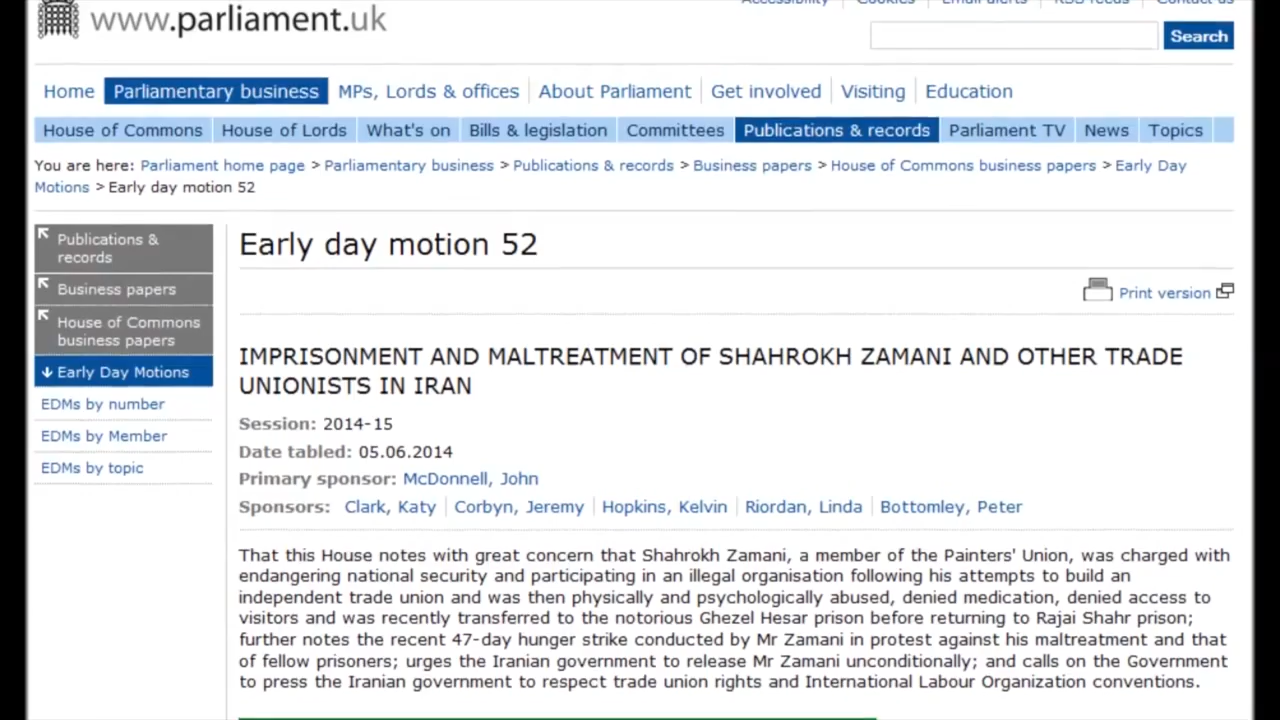 Accessibility Cookies Email alerts RSS feeds Contact us
www.parliament.uk
Search
Home Parliamentary business MPs, Lords & offices About Parliament Get involved Visiting Education
House of Commons House of Lords What's on Bills & legislation Committees Publications & records Parliament TV News Topics
You are here: Parliament home page > Parliamentary business > Publications & records > Business papers > House of Commons business papers > Early Day
Motions > Early day motion 52
Publications &
records
Business papers
House of Commons
business papers
Early Day Motions
EDMs by number
EDMs by Member
EDMs by topic
Early day motion 52
Print version
IMPRISONMENT AND MALTREATMENT OF SHAHROKH ZAMANI AND OTHER TRADE
UNIONISTS IN IRAN
Session: 2014-15
Date tabled: 05.06.2014
Primary sponsor: McDonnell, John
Sponsors: Clark, Katy Corbyn, Jeremy Hopkins, Kelvin Riordan, Linda Bottomley, Peter
That this House notes with great concern that Shahrokh Zamani, a member of the Painters' Union, was charged with
endangering national security and participating in an illegal organisation following his attempts to build an
independent trade union and was then physically and psychologically abused, denied medication, denied access to
visitors and was recently transferred to the notorious Ghezel Hesar prison before returning to Rajai Shahr prison;
further notes the recent 47-day hunger strike conducted by Mr Zamani in protest against his maltreatment and that
of fellow prisoners; urges the Iranian government to release Mr Zamani unconditionally; and calls on the Government
to press the Iranian government to respect trade union rights and International Labour Organization conventions.